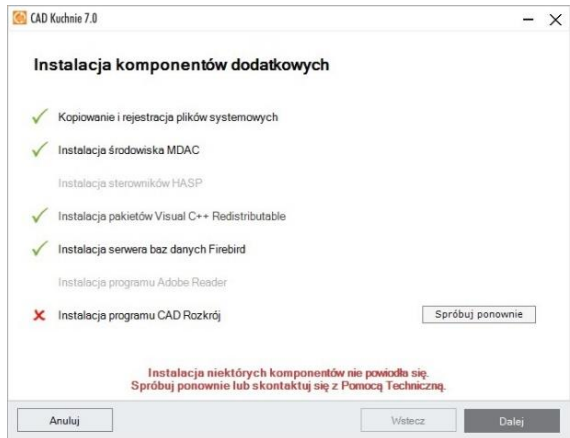 CAD Kuchnie 7.0
Instalacja komponentów dodatkowych
Kopiowanie i rejestracja plików systemowych
Instalacja środowiska MDAC
Instalacja sterowników HASP
Instalacja pakietów Visual C++ Redistributable
Instalacja serwera baz danych Firebird
Instalacja programu Adobe Reader
Instalacja programu CAD Rozkrój
Spróbuj ponownie
Instalacja niektórych komponentów nie powiodła się.
Spróbuj ponownie lub skontaktuj się z Pomocą Techniczną.
Anuluj
Wstecz
Dalej